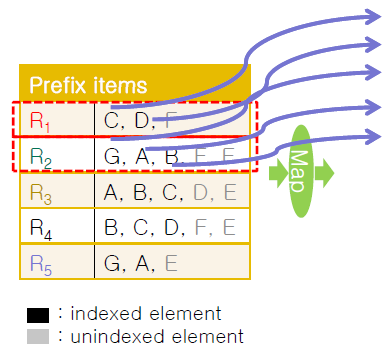 Prefix items
R1 C, D, F
R2 G, A, B, E, F
R3 A, B, C, D, E
Map
R4 B, C, D, F, E
R5 G, A, E
: indexed element
: unindexed element